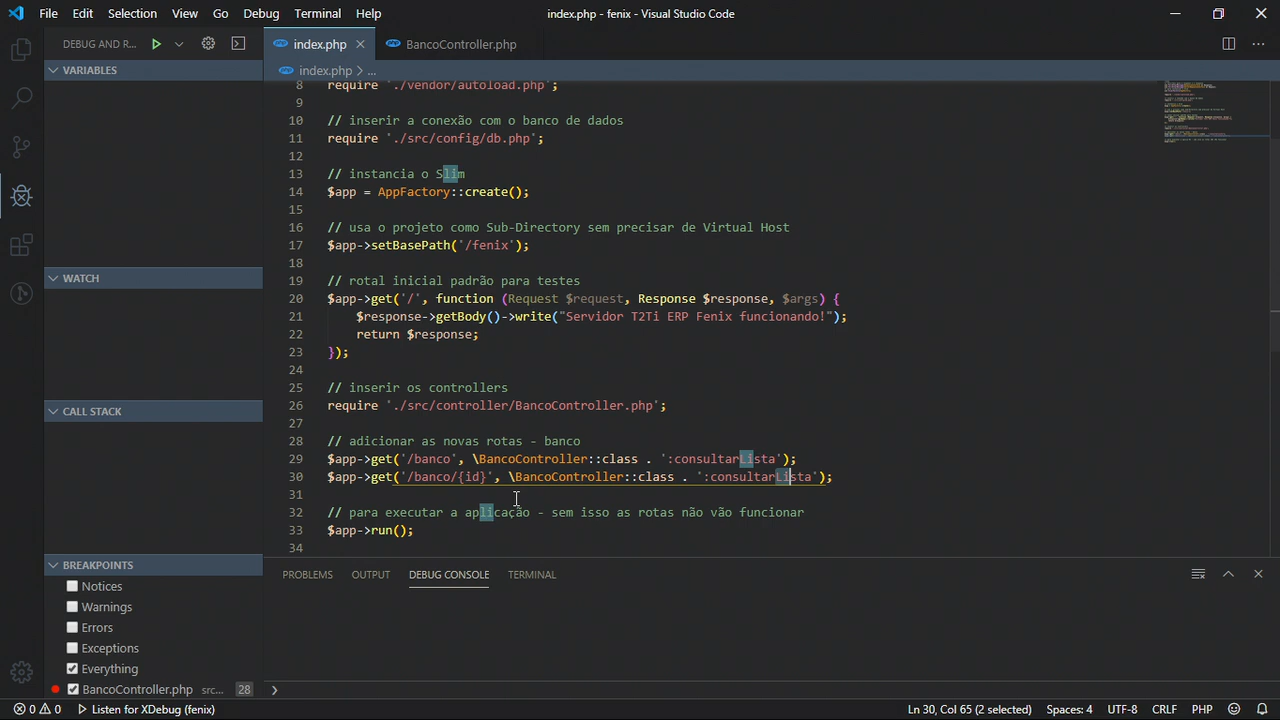 File Edit Selection View Go Debug Terminal Help index.php - fenix - Visual Studio Code
DEBUG AND R... index.php BancoController.php
VARIABLES
index.php > ...
8 require './vendor/autoload.php';
9
10 // inserir a conexão com o banco de dados
11 require './src/config/db.php';
12
13 // instancia o Slim
14 $app = AppFactory::create();
15
16 // usa o projeto como Sub-Directory sem precisar de Virtual Host
17 $app->setBasePath('/fenix');
18
WATCH
19 // rotal inicial padrão para testes
20 $app->get('/', function (Request $request, Response $response, $args) {
21 $response->getBody()->write("Servidor T2Ti ERP Fenix funcionando!");
22 return $response;
23 });
24
25 // inserir os controllers
26 require './src/controller/BancoController.php';
CALL STACK
27
28 // adicionar as novas rotas - banco
29 $app->get('/banco', \BancoController::class . ':consultarLista');
30 $app->get('/banco/{id}', \BancoController::class . ':consultarLista');
31
32 // para executar a aplicação - sem isso as rotas não vão funcionar
33 $app->run();
34
BREAKPOINTS
Notices
Warnings
Errors
Exceptions
Everything
BancoController.php src... 28
PROBLEMS OUTPUT DEBUG CONSOLE TERMINAL
0 0 Listen for XDebug (fenix) Ln 30, Col 65 (2 selected) Spaces: 4 UTF-8 CRLF PHP